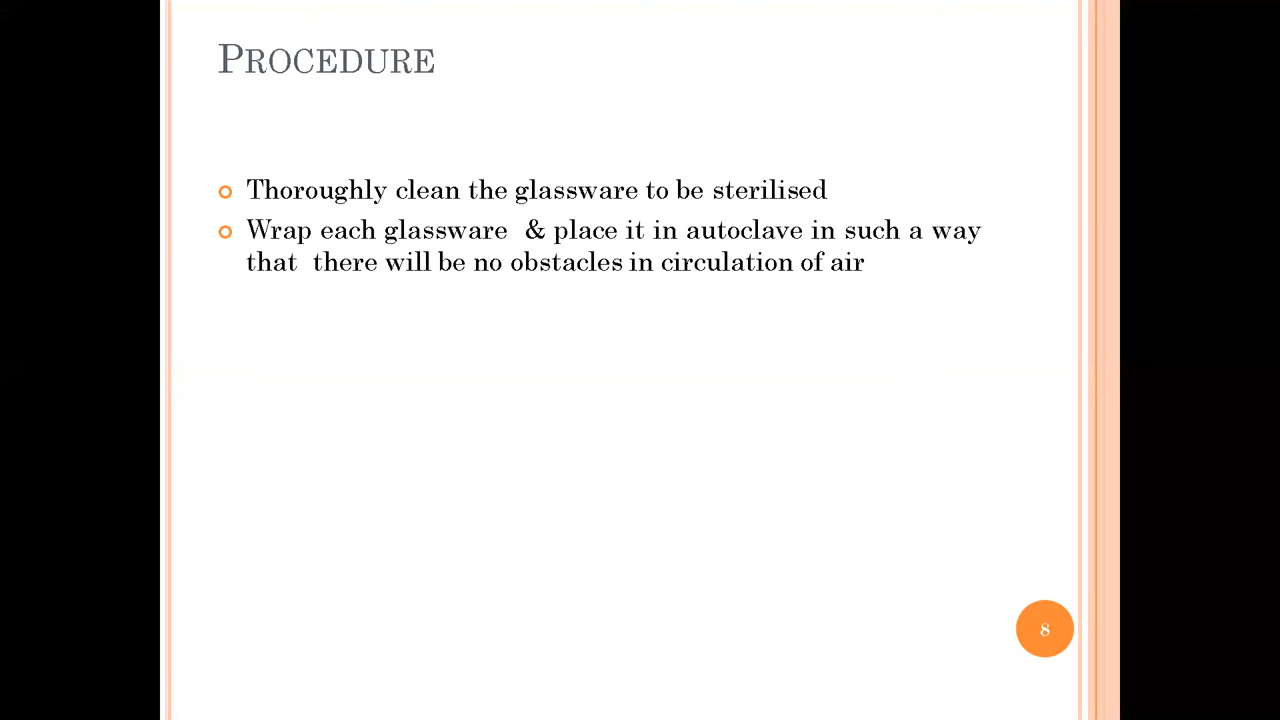 PROCEDURE
Thoroughly clean the glassware to be sterilised
Wrap each glassware & place it in autoclave in such a way
that there will be no obstacles in circulation of air
8